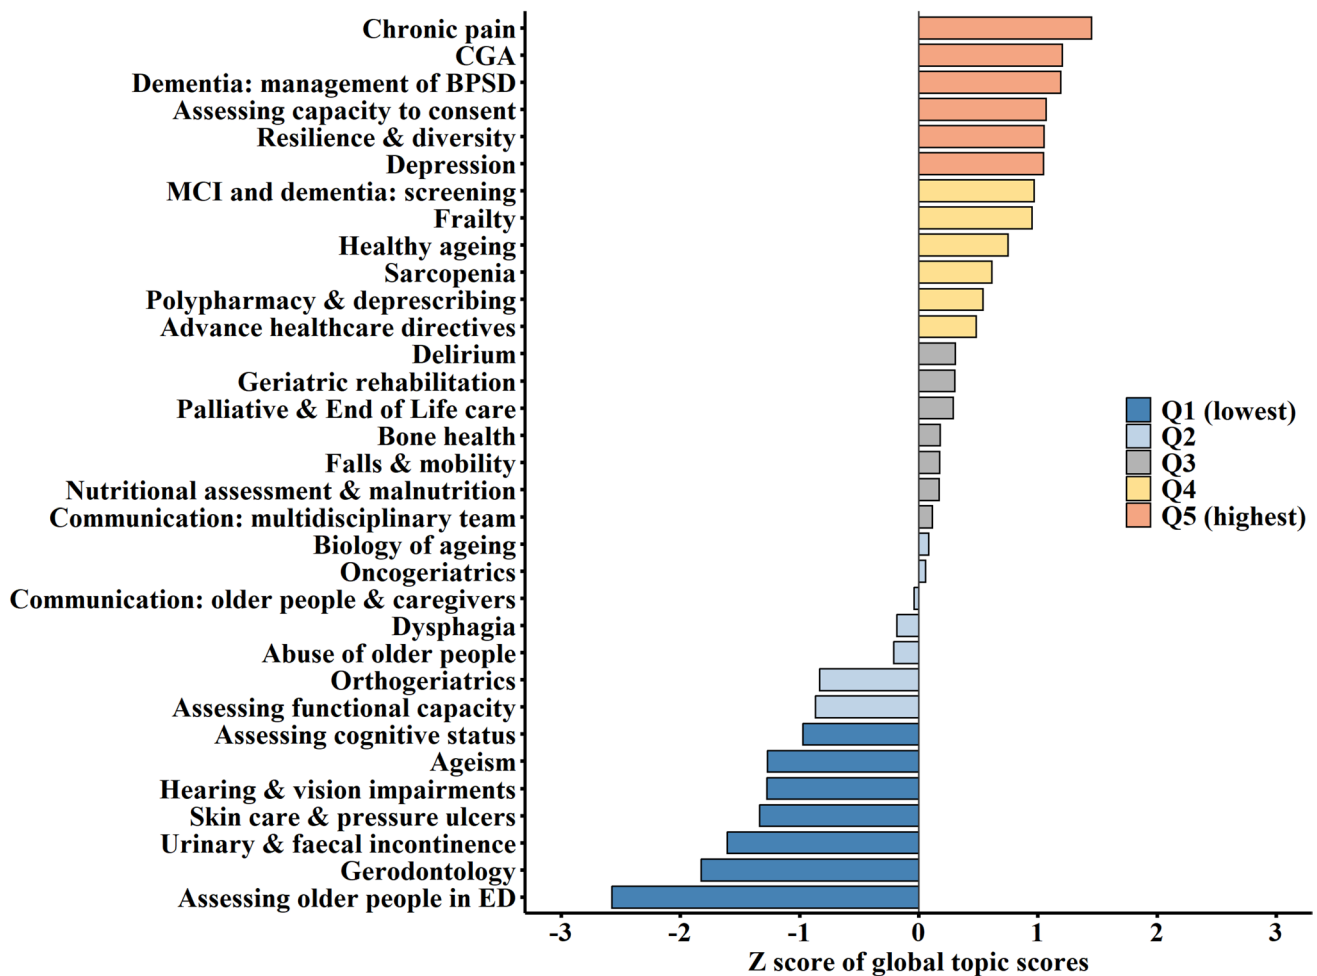 Chronic pain
CGA
Dementia: management of BPSD
Assessing capacity to consent
Resilience & diversity
Depression
MCI and dementia: screening
Frailty
Healthy ageing
Sarcopenia
Polypharmacy & deprescribing
Advance healthcare directives
Delirium
Geriatric rehabilitation
Palliative & End of Life care
Bone health
Falls & mobility
Nutritional assessment & malnutrition
Communication: multidisciplinary team
Biology of ageing
Oncogeriatrics
Communication: older people & caregivers
Dysphagia
Abuse of older people
Orthogeriatrics
Assessing functional capacity
Assessing cognitive status
Ageism
Hearing & vision impairments
Skin care & pressure ulcers
Urinary & faecal incontinence
Gerodontology
Assessing older people in ED
Q1 (lowest)
Q2
Q3
Q4
Q5 (highest)
-3 -2 -1 0 1 2 3
Z score of global topic scores